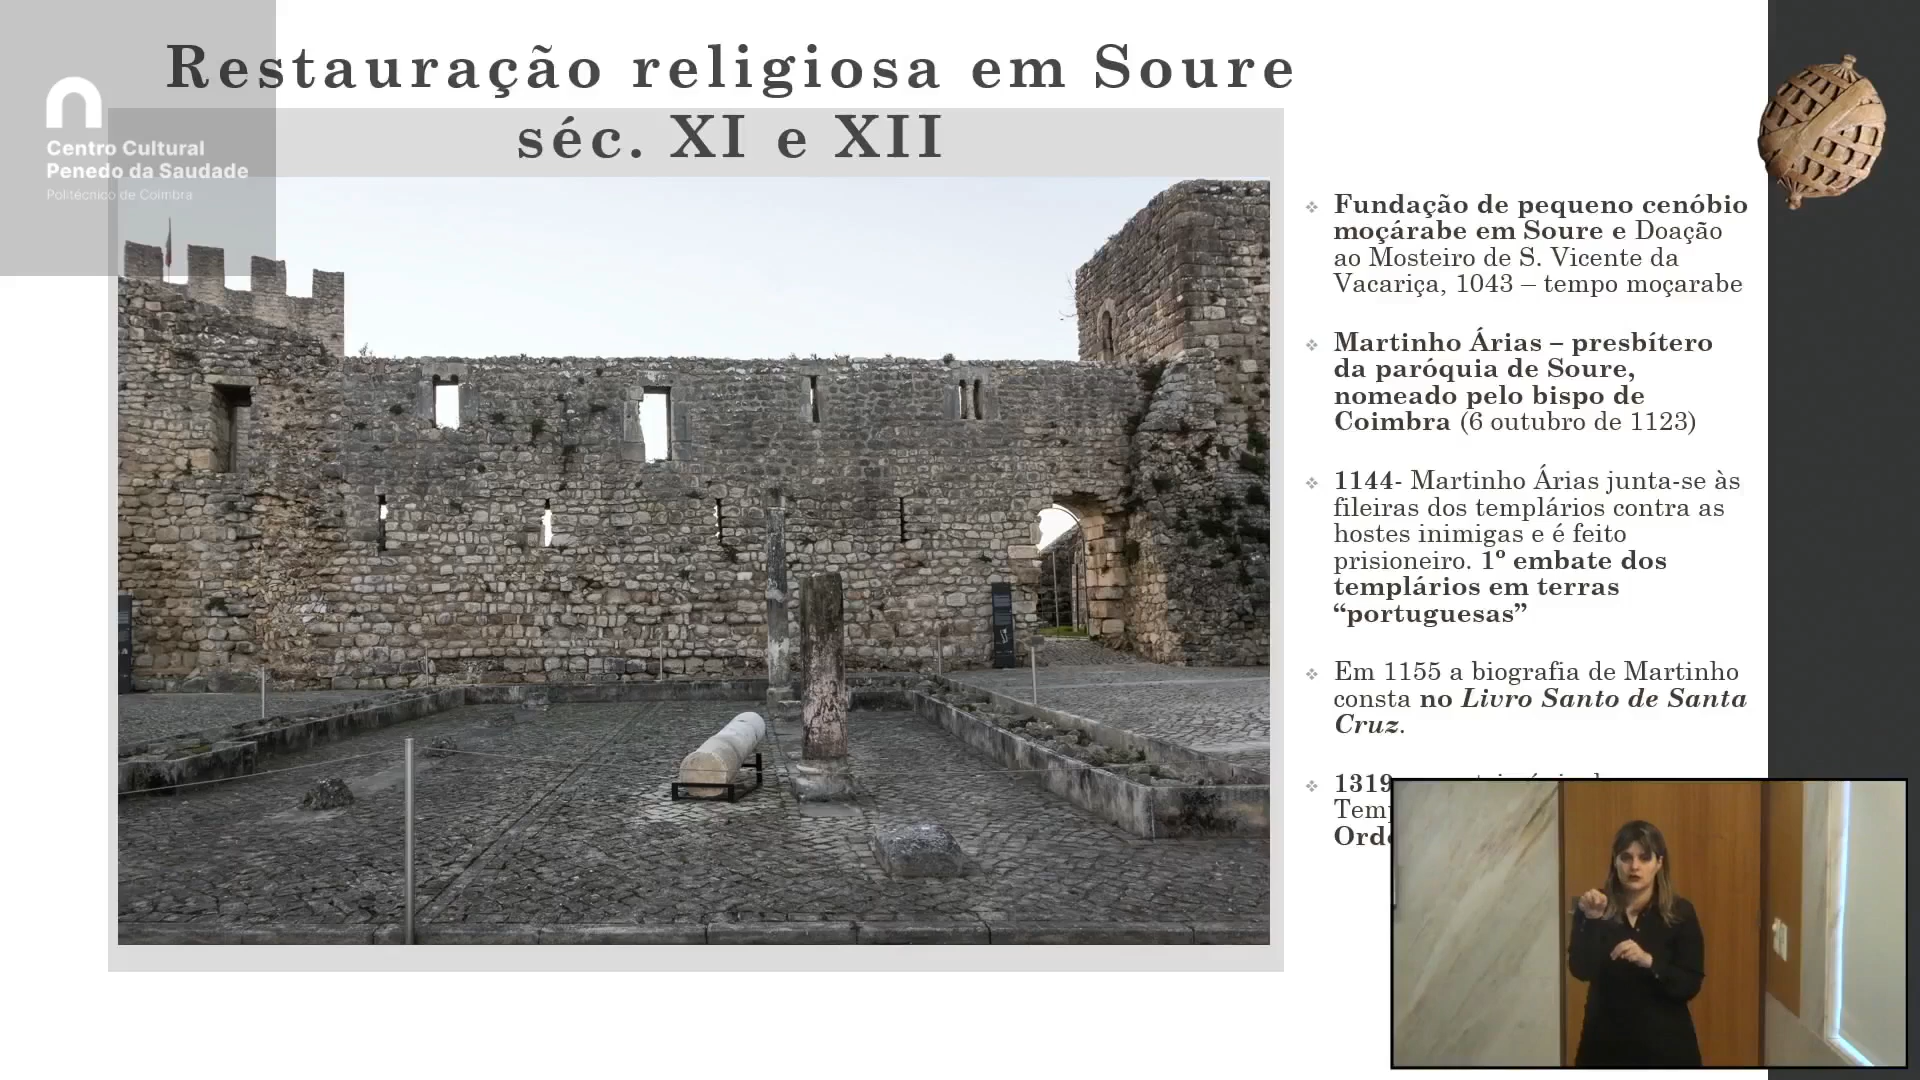 Restauração religiosa em Soure
séc. XI e XII
Centro Cultural
Penedo da Saudade
Politécnico de Coimbra
Fundação de pequeno cenóbio
moçárabe em Soure e Doação
ao Mosteiro de S. Vicente da
Vacariça, 1043 – tempo moçarabe
Martinho Árias – presbítero
da paróquia de Soure,
nomeado pelo bispo de
Coimbra (6 outubro de 1123)
1144- Martinho Árias junta-se às
fileiras dos templários contra as
hostes inimigas e é feito
prisioneiro. 1º embate dos
templários em terras
“portuguesas”
Em 1155 a biografia de Martinho
consta no Livro Santo de Santa
Cruz.
1319